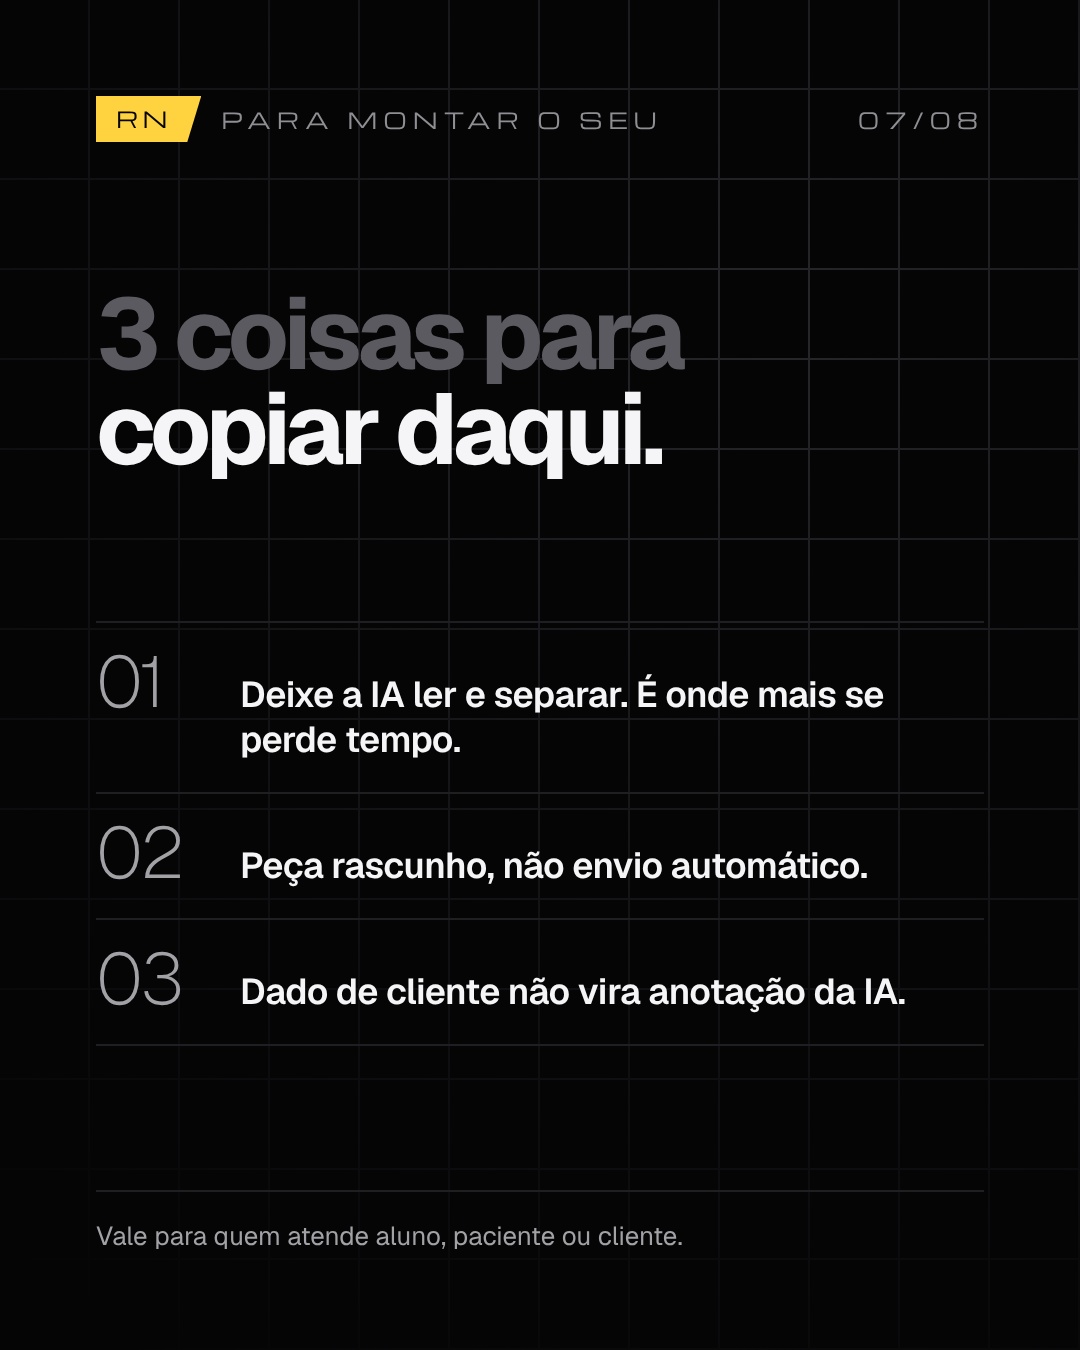 RN PARA MONTAR O SEU 07/08
3 coisas para
copiar daqui.
01 Deixe a IA ler e separar. É onde mais se
perde tempo.
02 Peça rascunho, não envio automático.
03 Dado de cliente não vira anotação da IA.
Vale para quem atende aluno, paciente ou cliente.